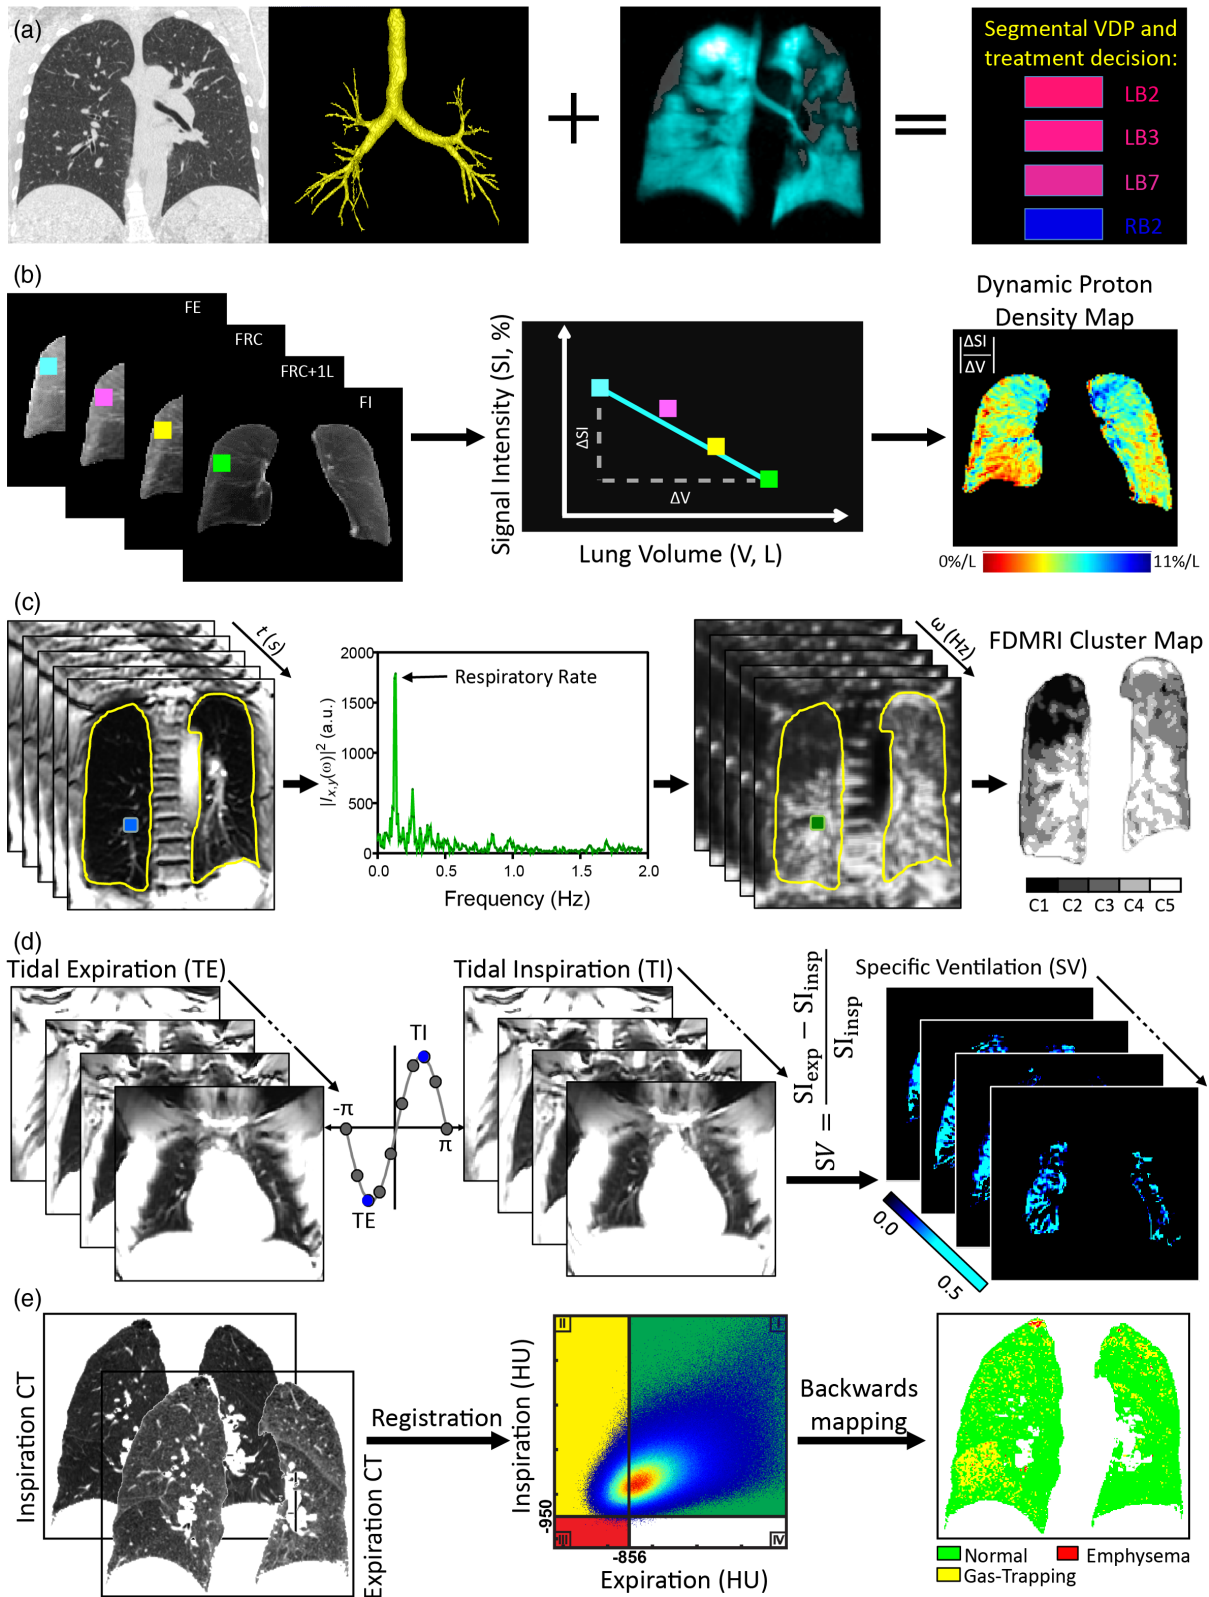 (a)
Segmental VDP and
treatment decision:
LB2
LB3
LB7
RB2
(b)
FE
FRC
FRC+1L
FI
Signal Intensity (SI, %)
ΔSI
ΔV
Lung Volume (V, L)
Dynamic Proton
Density Map
ΔSI
ΔV
0%/L
11%/L
(c)
t (s)
2000
1500
1000
500
0
|I x,y(ω)|² (a.u.)
Respiratory Rate
0.0
0.5
1.0
1.5
2.0
Frequency (Hz)
ω (Hz)
FDMRI Cluster Map
C1
C2
C3
C4
C5
(d)
Tidal Expiration (TE)
-π
π
TI
TE
Tidal Inspiration (TI)
SV = (SIexp − SIinsp) / SIinsp
Specific Ventilation (SV)
0.0
0.5
(e)
Inspiration CT
Expiration CT
Registration
Inspiration (HU)
-950
II
I
III
IV
-856
Expiration (HU)
Backwards
mapping
Normal
Emphysema
Gas-Trapping